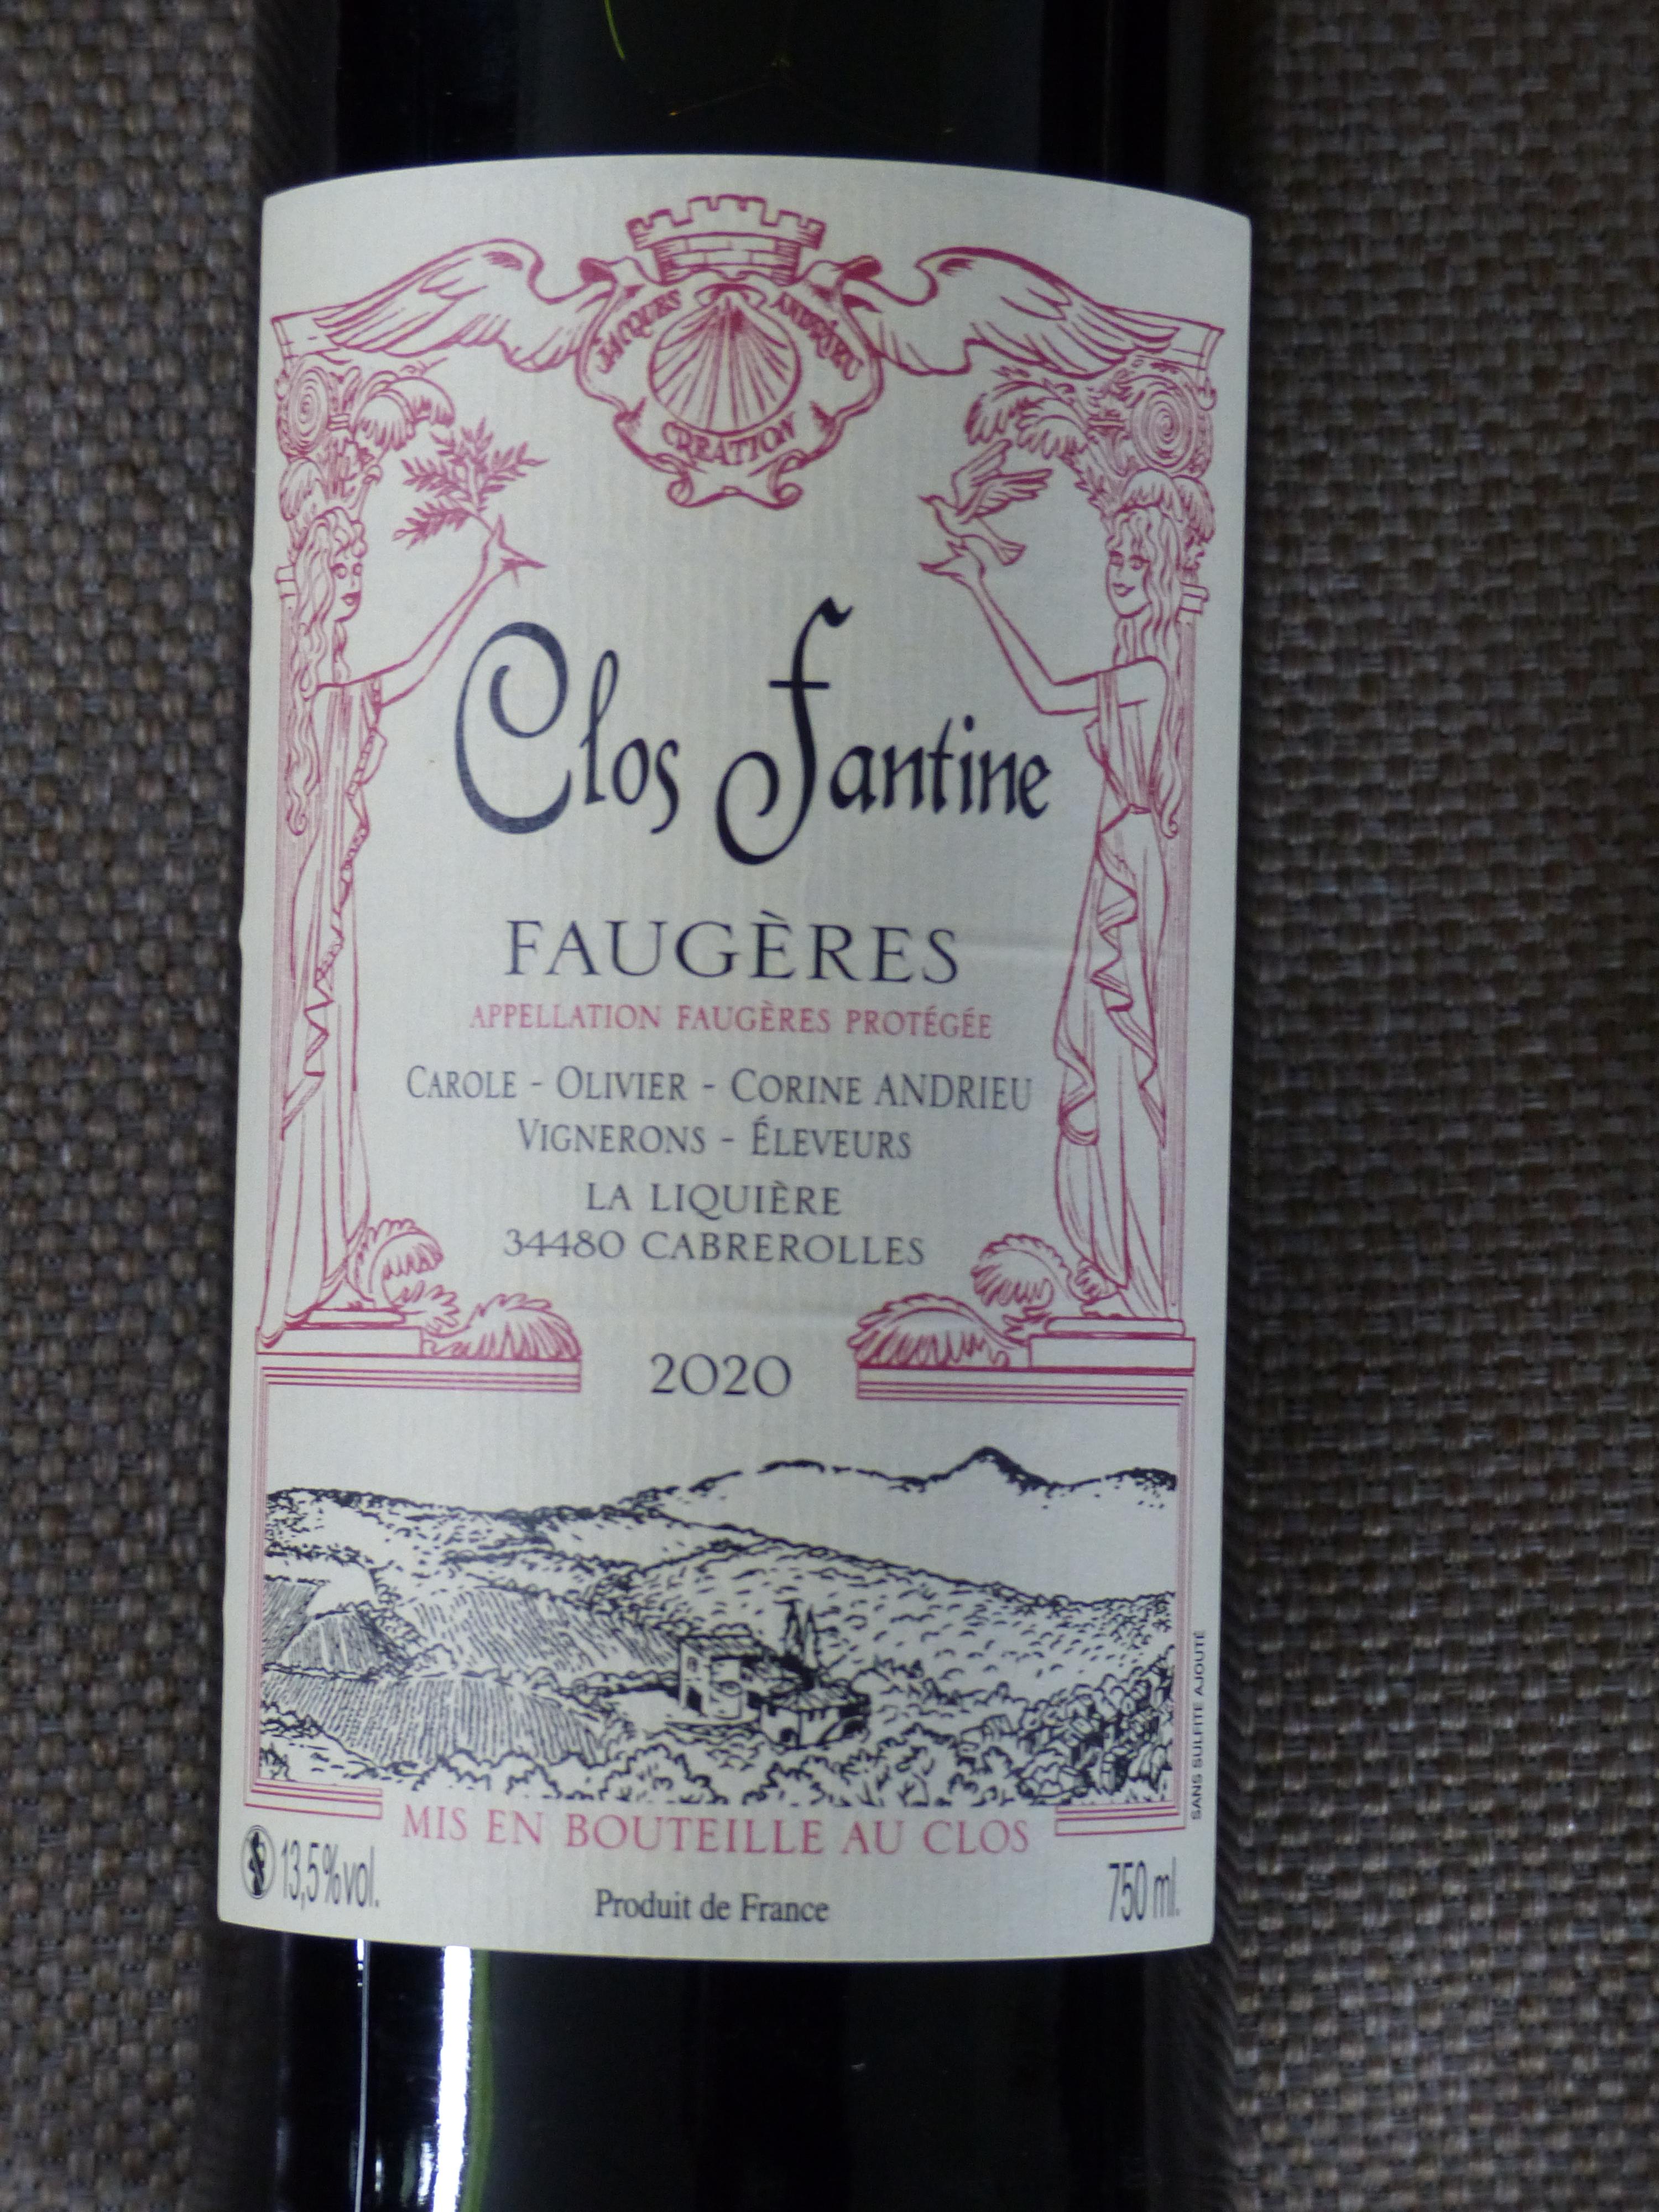 JACQUES ANDRIEU
CREATION
Clos Fantine
FAUGÈRES
APPELLATION FAUGÈRES PROTÉGÉE
CAROLE - OLIVIER - CORINE ANDRIEU
VIGNERONS - ÉLEVEURS
LA LIQUIÈRE
34480 CABREROLLES
2020
SANS SULFITE AJOUTÉ
MIS EN BOUTEILLE AU CLOS
13,5%vol.
Produit de France
750 ml.